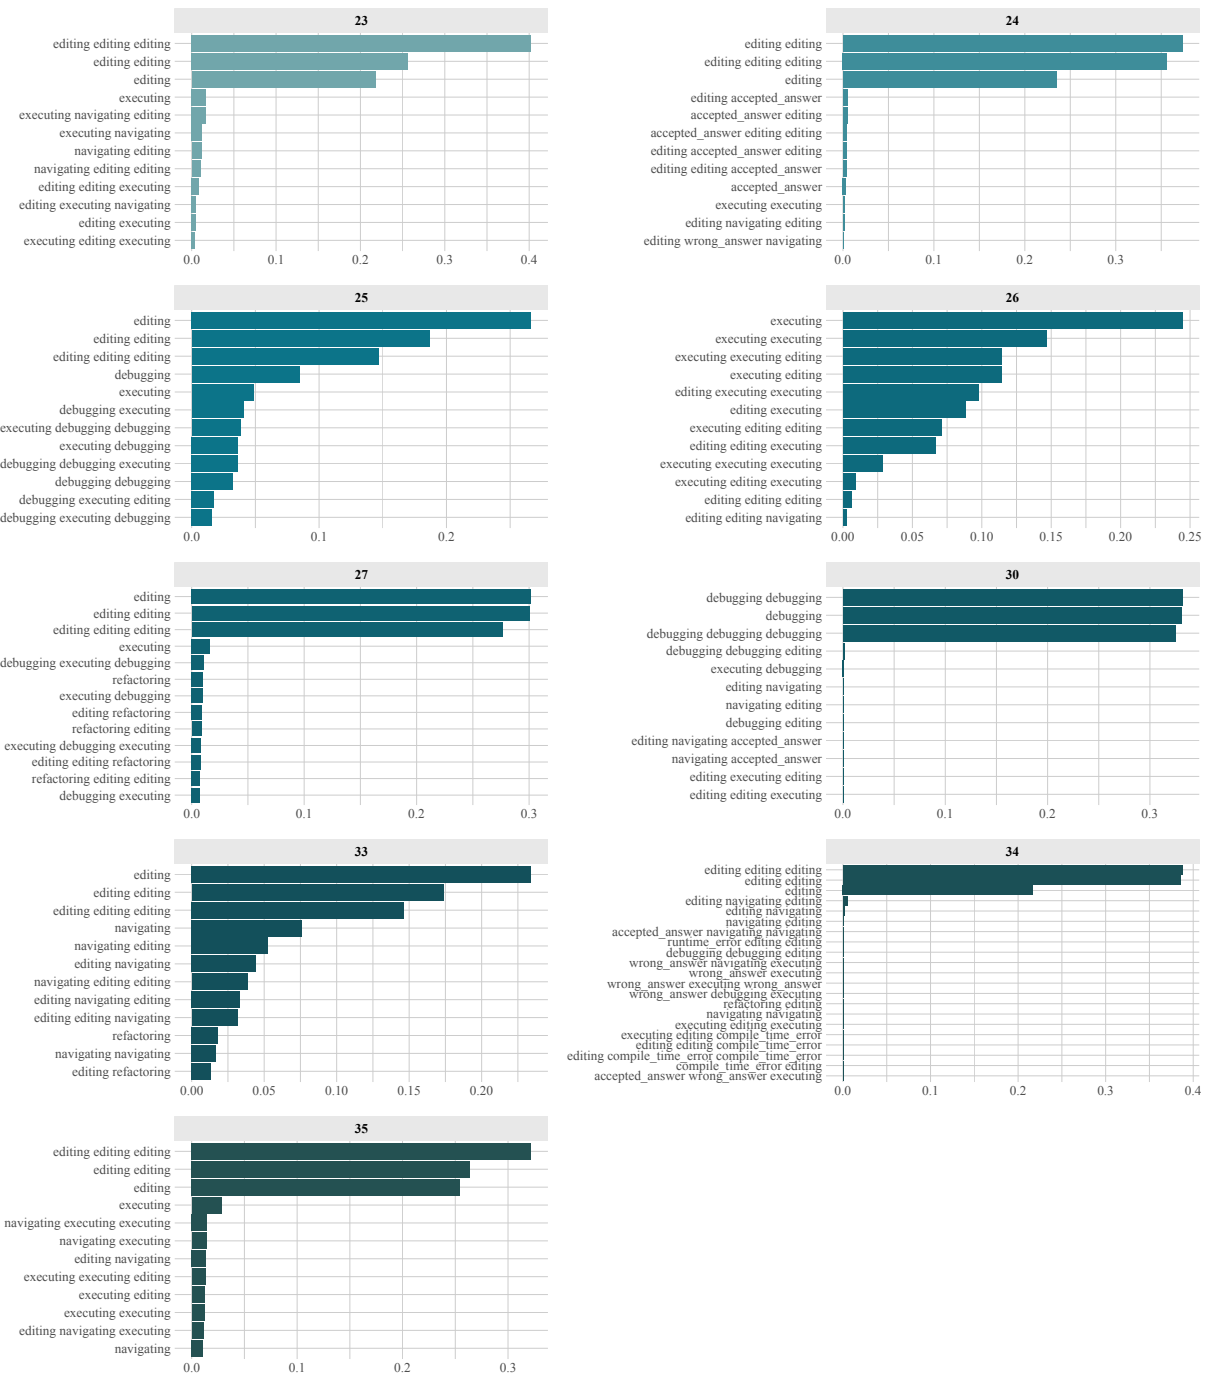 23
editing editing editing
editing editing
editing
executing
executing navigating editing
executing navigating
navigating editing
navigating editing editing
editing editing executing
editing executing navigating
editing executing
executing editing executing
0.0 0.1 0.2 0.3 0.4
24
editing editing
editing editing editing
editing
editing accepted_answer
accepted_answer editing
accepted_answer editing editing
editing accepted_answer editing
editing editing accepted_answer
accepted_answer
executing executing
editing navigating editing
editing wrong_answer navigating
0.0 0.1 0.2 0.3
25
editing
editing editing
editing editing editing
debugging
executing
debugging executing
executing debugging debugging
executing debugging
debugging debugging executing
debugging debugging
debugging executing editing
debugging executing debugging
0.0 0.1 0.2
26
executing
executing executing
executing executing editing
executing editing
editing executing executing
editing executing
executing editing editing
editing editing executing
executing executing executing
executing editing executing
editing editing editing
editing editing navigating
0.00 0.05 0.10 0.15 0.20 0.25
27
editing
editing editing
editing editing editing
executing
debugging executing debugging
refactoring
executing debugging
editing refactoring
refactoring editing
executing debugging executing
editing editing refactoring
refactoring editing editing
debugging executing
0.0 0.1 0.2 0.3
30
debugging debugging
debugging
debugging debugging debugging
debugging debugging editing
executing debugging
editing navigating
navigating editing
debugging editing
editing navigating accepted_answer
navigating accepted_answer
editing executing editing
editing editing executing
0.0 0.1 0.2 0.3
33
editing
editing editing
editing editing editing
navigating
navigating editing
editing navigating
navigating editing editing
editing navigating editing
editing editing navigating
refactoring
navigating navigating
editing refactoring
0.00 0.05 0.10 0.15 0.20
34
editing editing editing
editing editing
editing
editing navigating editing
editing navigating
navigating editing
accepted_answer navigating navigating
runtime_error editing editing
debugging debugging editing
wrong_answer navigating executing
wrong_answer executing
wrong_answer executing wrong_answer
wrong_answer debugging executing
refactoring editing
navigating navigating
executing editing executing
executing editing compile_time_error
editing editing compile_time_error
editing compile_time_error compile_time_error
compile_time_error editing
accepted_answer wrong_answer executing
0.0 0.1 0.2 0.3 0.4
35
editing editing editing
editing editing
editing
executing
navigating executing executing
navigating executing
editing navigating
executing executing editing
executing editing
executing executing
editing navigating executing
navigating
0.0 0.1 0.2 0.3